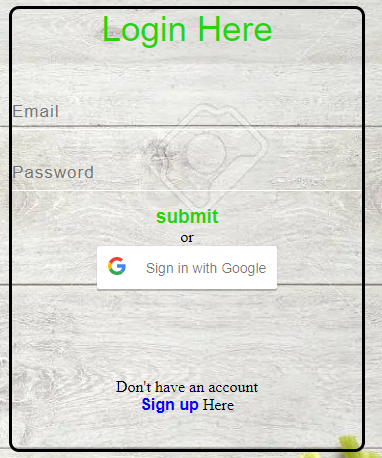 Login Here
Email
Password
submit
or
Sign in with Google
Don't have an account
Sign up Here